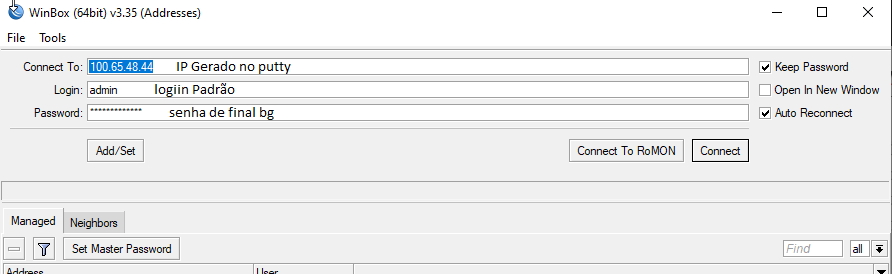 WinBox (64bit) v3.35 (Addresses)
File Tools
Connect To: 100.65.48.44 IP Gerado no putty Keep Password
Login: admin logiin Padrão Open In New Window
Password: ************* senha de final bg Auto Reconnect
Add/Set Connect To RoMON Connect
Managed Neighbors
Set Master Password Find all
Address User